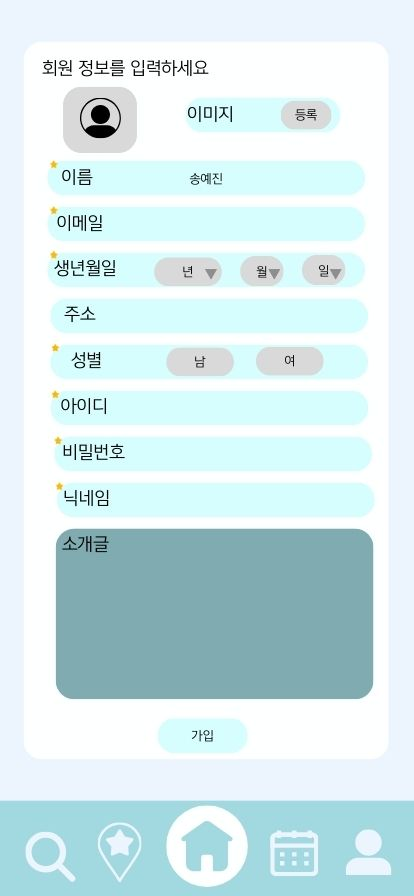 회원 정보를 입력하세요
이미지 등록
이름 송예진
이메일
생년월일 년 월 일
주소
성별 남 여
아이디
비밀번호
닉네임
소개글
가입